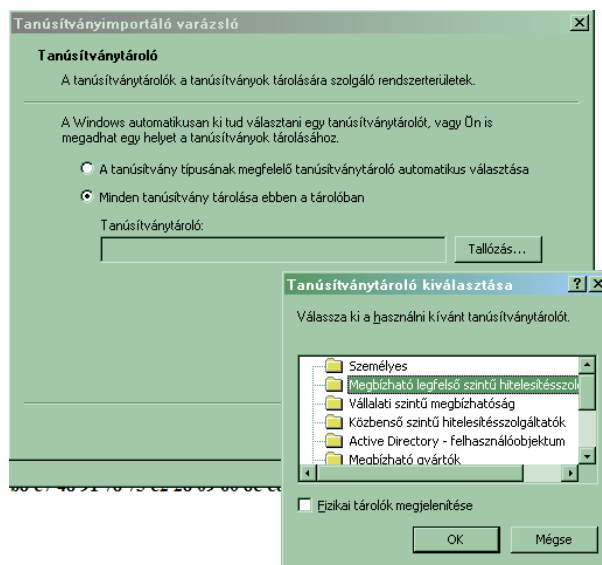 Tanúsítványimportáló varázsló
Tanúsítványtároló
A tanúsítványtárolók a tanúsítványok tárolására szolgáló rendszerterületek.
A Windows automatikusan ki tud választani egy tanúsítványtárolót, vagy Ön is
megadhat egy helyet a tanúsítványok tárolásához.
A tanúsítvány típusának megfelelő tanúsítványtároló automatikus választása
Minden tanúsítvány tárolása ebben a tárolóban
Tanúsítványtároló:
Tallózás...
Tanúsítványtároló kiválasztása
Válassza ki a használni kívánt tanúsítványtárolót.
Személyes
Megbízható legfelső szintű hitelesítésszol
Vállalati szintű megbízhatóság
Közbenső szintű hitelesítésszolgáltatók
Active Directory - felhasználóobjektum
Megbízható gyártók
Fizikai tárolók megjelenítése
OK
Mégse